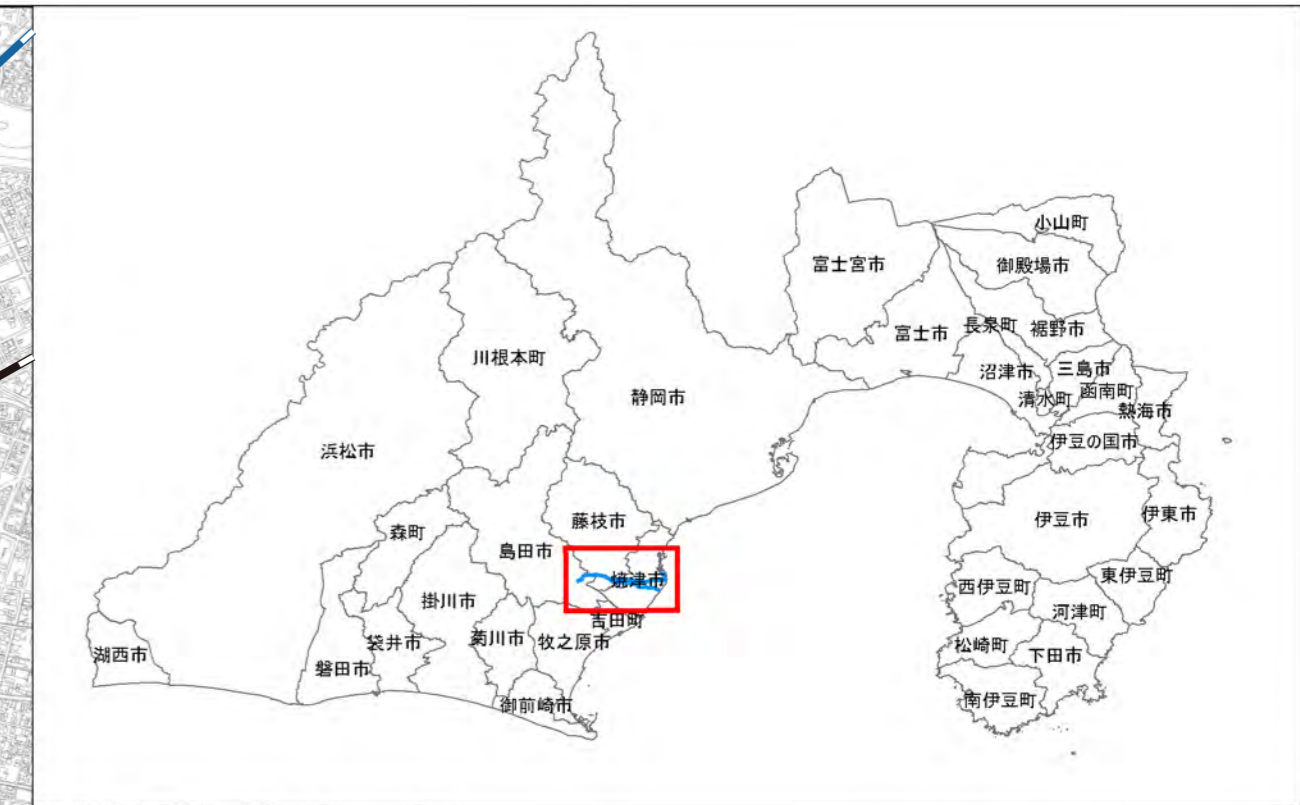 小山町
富士宮市
御殿場市
富士市
長泉町
裾野市
川根本町
沼津市
三島市
函南町
清水町
熱海市
静岡市
伊豆の国市
浜松市
藤枝市
伊豆市
伊東市
森町
島田市
焼津市
東伊豆町
西伊豆町
掛川市
河津町
吉田町
菊川市
牧之原市
袋井市
松崎町
下田市
湖西市
磐田市
御前崎市
南伊豆町